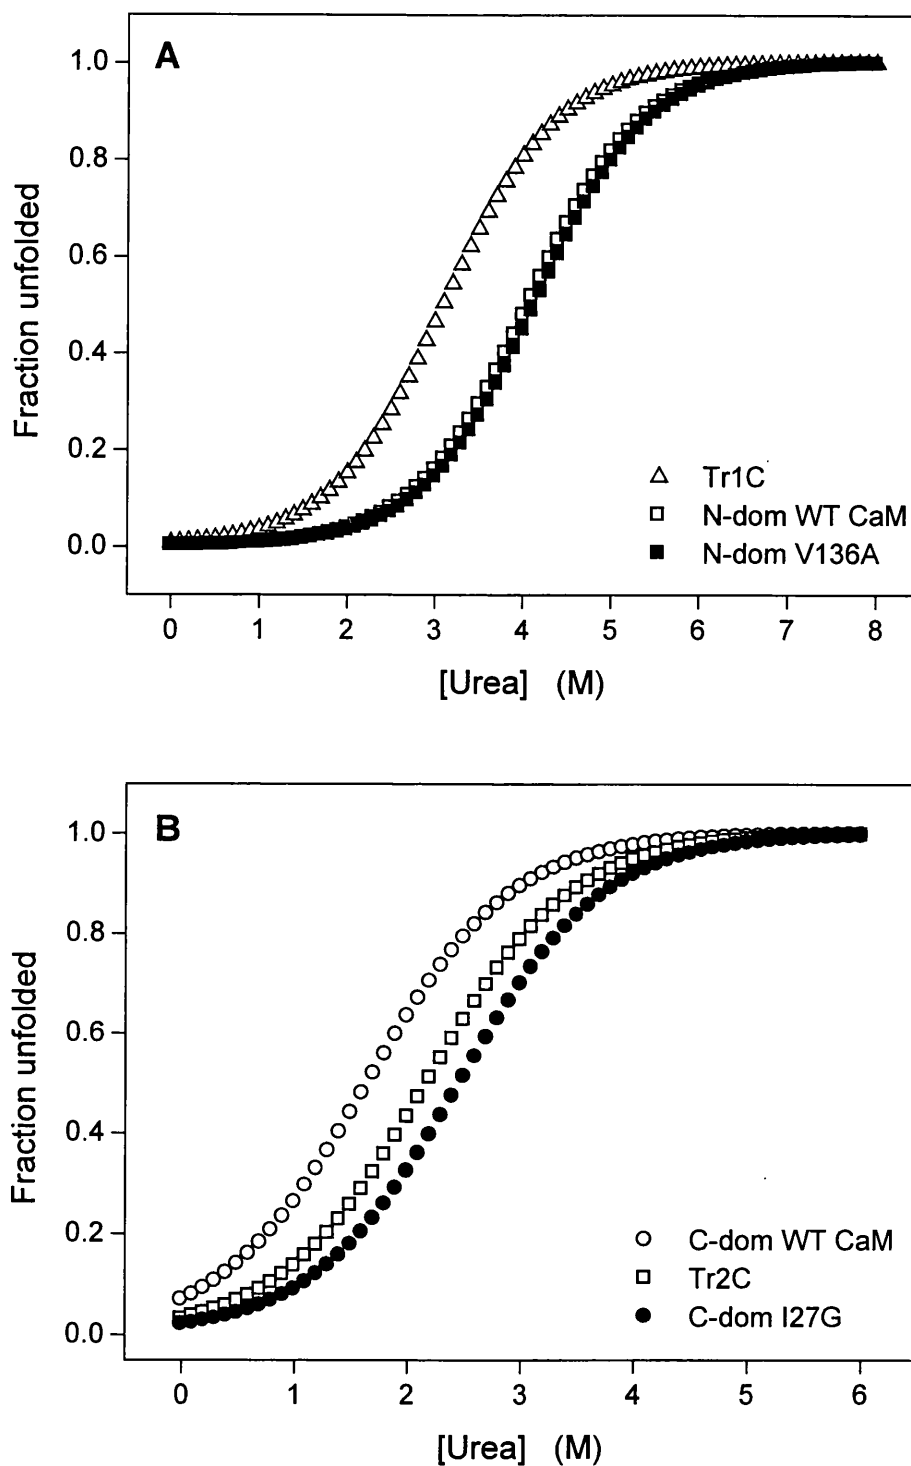 A
1.0
0.8
0.6
0.4
0.2
0.0
Fraction unfolded
Tr1C
N-dom WT CaM
N-dom V136A
0 1 2 3 4 5 6 7 8
[Urea] (M)
B
1.0
0.8
0.6
0.4
0.2
0.0
Fraction unfolded
C-dom WT CaM
Tr2C
C-dom I27G
0 1 2 3 4 5 6
[Urea] (M)